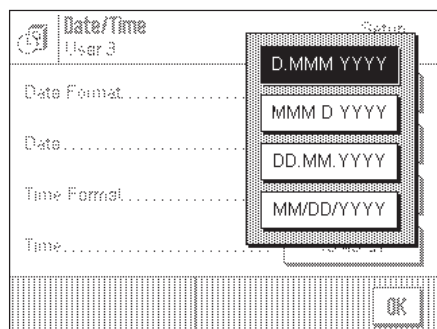 Date/Time
User 3
Setup
D.MMM YYYY
Date Format
MMM D YYYY
Date
DD.MM.YYYY
Time Format
MM/DD/YYYY
Time
OK